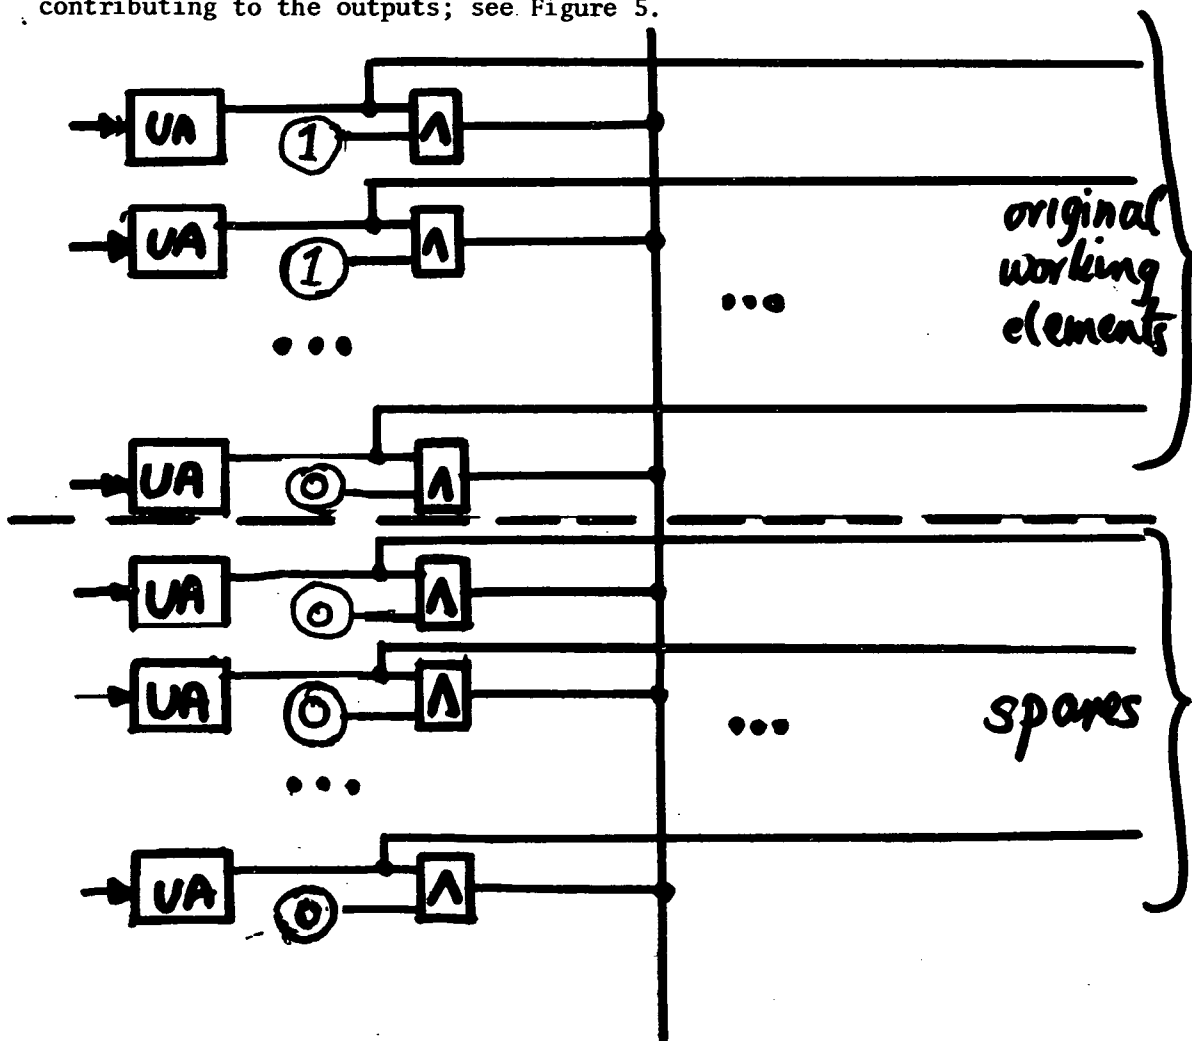 contributing to the outputs; see Figure 5.
UA
1
∧
UA
1
∧
original
working
elements
...
...
UA
0
∧
UA
0
∧
UA
0
∧
...
spares
...
UA
0
∧